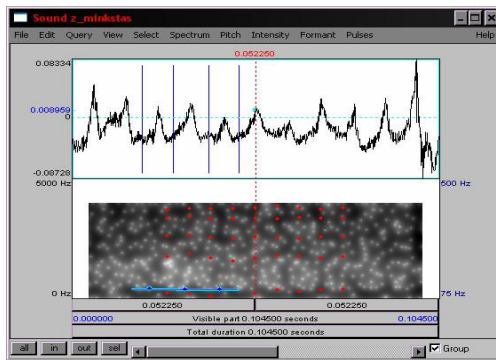 Sound z_minkstas
File Edit Query View Select Spectrum Pitch Intensity Formant Pulses Help
0.052250
0.08334
0.008959
0
-0.08728
5000 Hz 500 Hz
0 Hz 75 Hz
0.052250 0.052250
0.000000 Visible part 0.104500 seconds 0.104500
Total duration 0.104500 seconds
all in out sel Group